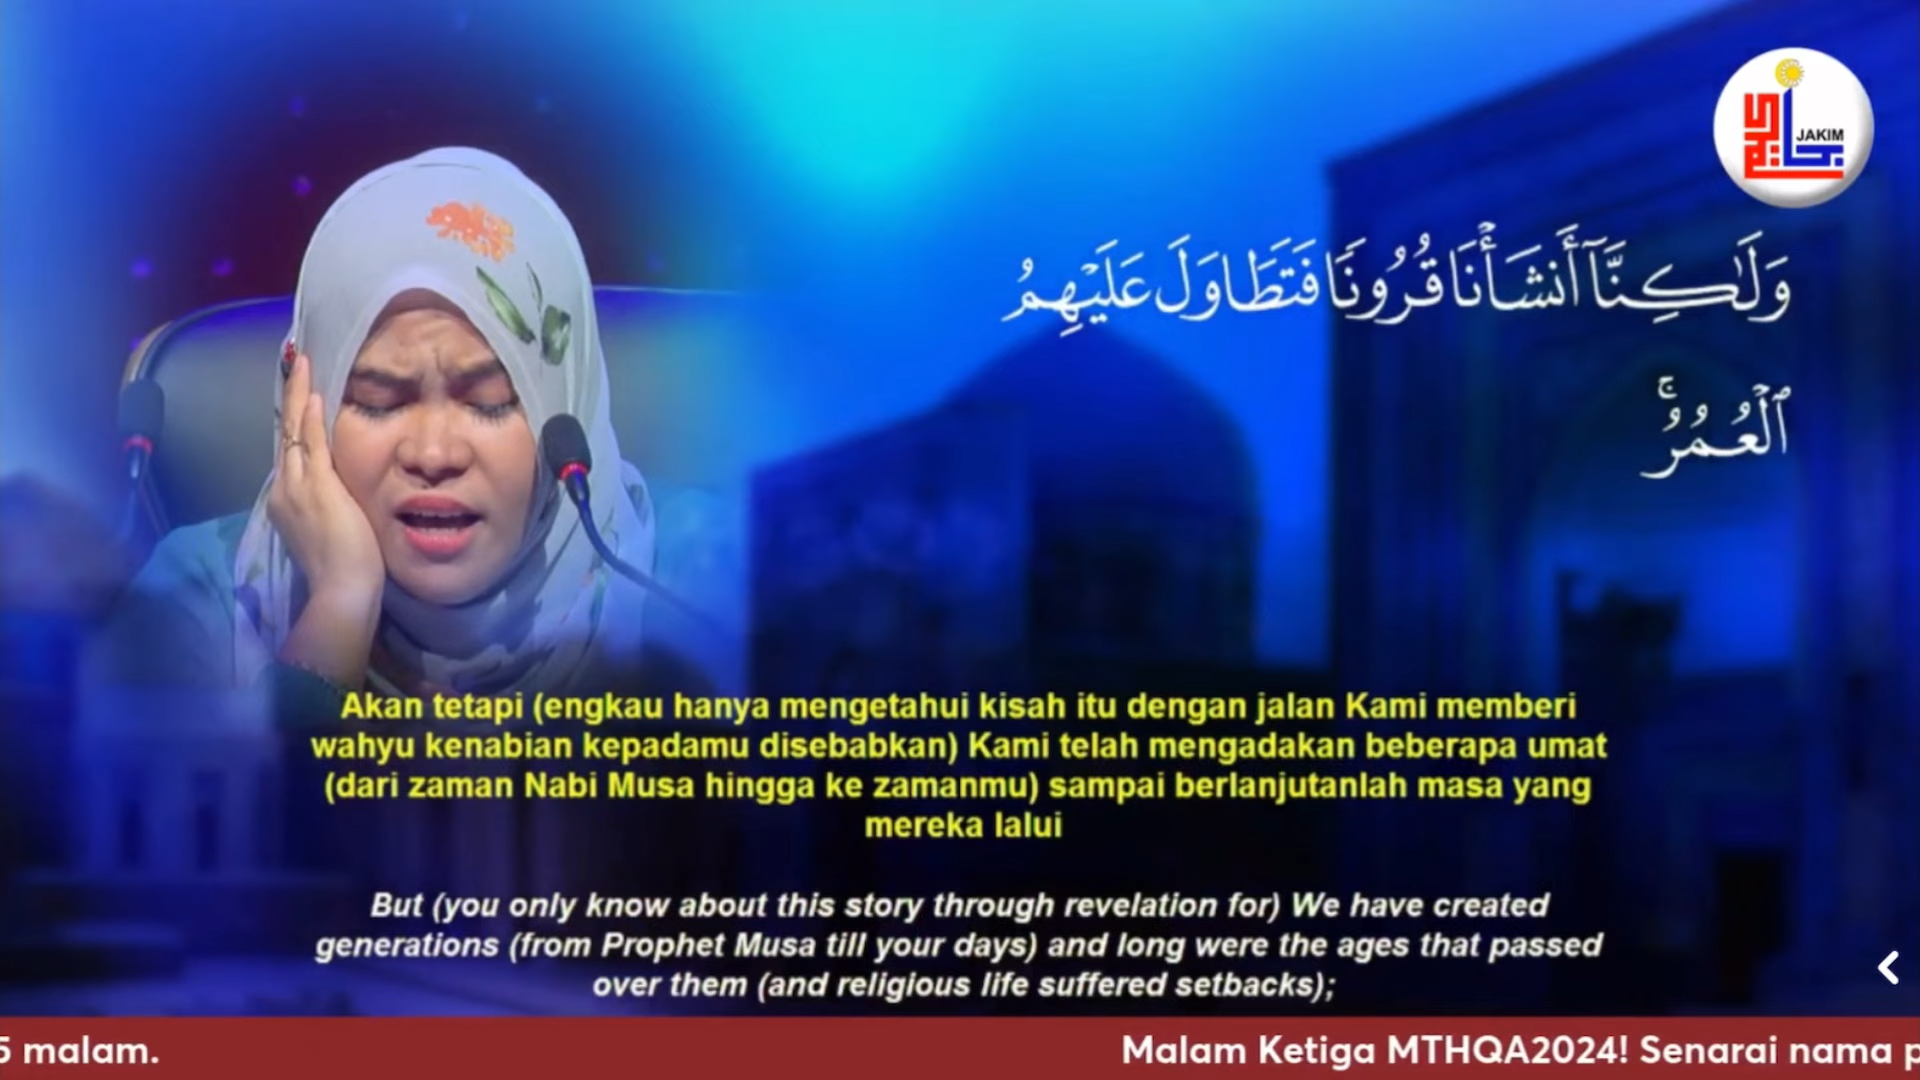 JAKIM
وَلَٰكِنَّآ أَنشَأْنَا قُرُونًا فَتَطَاوَلَ عَلَيْهِمُ
ٱلْعُمُرُۚ
Akan tetapi (engkau hanya mengetahui kisah itu dengan jalan Kami memberi
wahyu kenabian kepadamu disebabkan) Kami telah mengadakan beberapa umat
(dari zaman Nabi Musa hingga ke zamanmu) sampai berlanjutanlah masa yang
mereka lalui
But (you only know about this story through revelation for) We have created
generations (from Prophet Musa till your days) and long were the ages that passed
over them (and religious life suffered setbacks);
5 malam. Malam Ketiga MTHQA2024! Senarai nama p